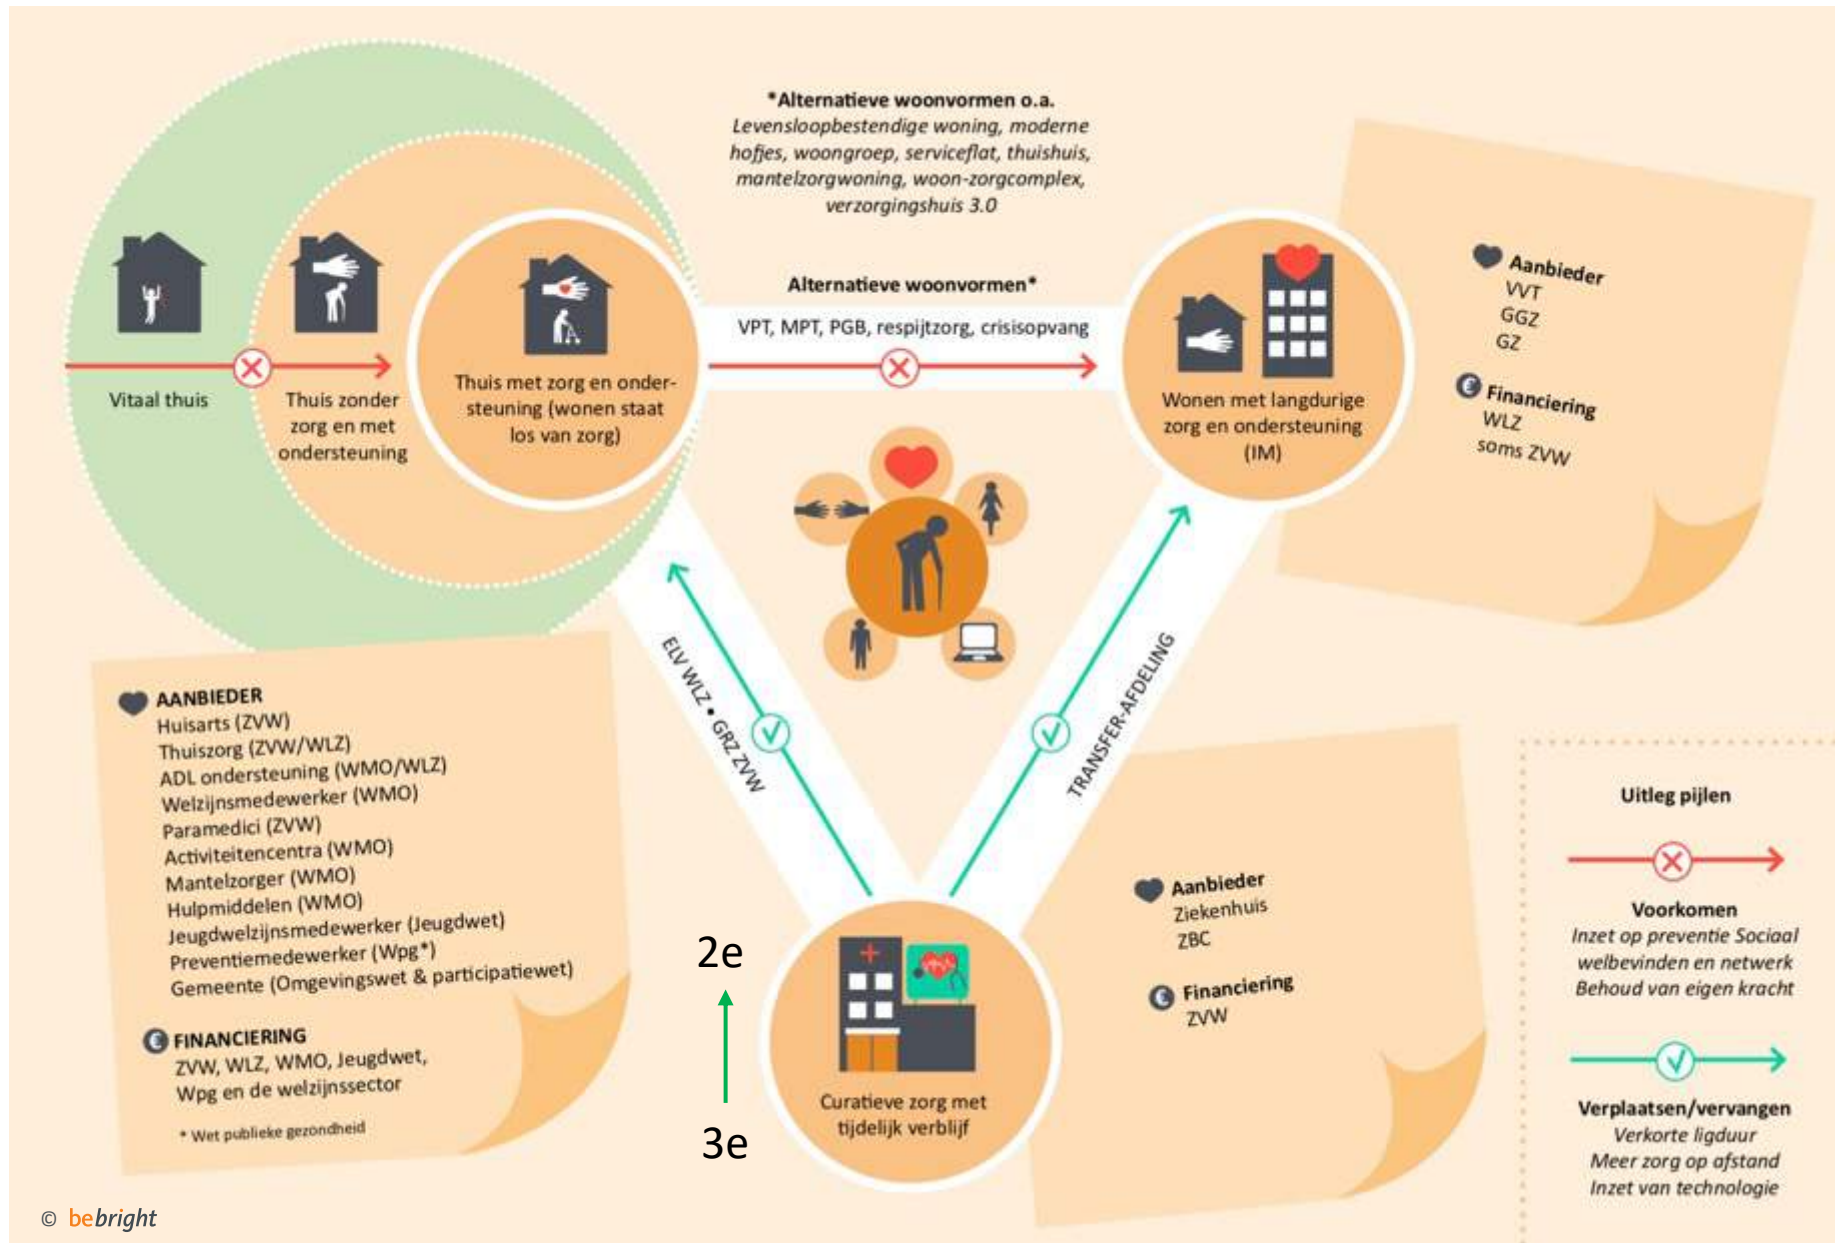 *Alternatieve woonvormen o.a.
Levensloopbestendige woning, moderne
hofjes, woongroep, serviceflat, thuishuis,
mantelzorgwoning, woon-zorgcomplex,
verzorgingshuis 3.0
Alternatieve woonvormen*
VPT, MPT, PGB, respijtzorg, crisisopvang
Vitaal thuis
Thuis zonder
zorg en met
ondersteuning
Thuis met zorg en onder-
steuning (wonen staat
los van zorg)
Wonen met langdurige
zorg en ondersteuning
(IM)
Aanbieder
VVT
GGZ
GZ
€ Financiering
WLZ
soms ZVW
ELV WLZ • GRZ ZVW
TRANSFER-AFDELING
AANBIEDER
Huisarts (ZVW)
Thuiszorg (ZVW/WLZ)
ADL ondersteuning (WMO/WLZ)
Welzijnsmedewerker (WMO)
Paramedici (ZVW)
Activiteitencentra (WMO)
Mantelzorger (WMO)
Hulpmiddelen (WMO)
Jeugdwelzijnsmedewerker (Jeugdwet)
Preventiemedewerker (Wpg*)
Gemeente (Omgevingswet & participatiewet)
€ FINANCIERING
ZVW, WLZ, WMO, Jeugdwet,
Wpg en de welzijnssector
* Wet publieke gezondheid
2e
3e
Curatieve zorg met
tijdelijk verblijf
Aanbieder
Ziekenhuis
ZBC
€ Financiering
ZVW
Uitleg pijlen
Voorkomen
Inzet op preventie Sociaal
welbevinden en netwerk
Behoud van eigen kracht
Verplaatsen/vervangen
Verkorte ligduur
Meer zorg op afstand
Inzet van technologie
© bebright